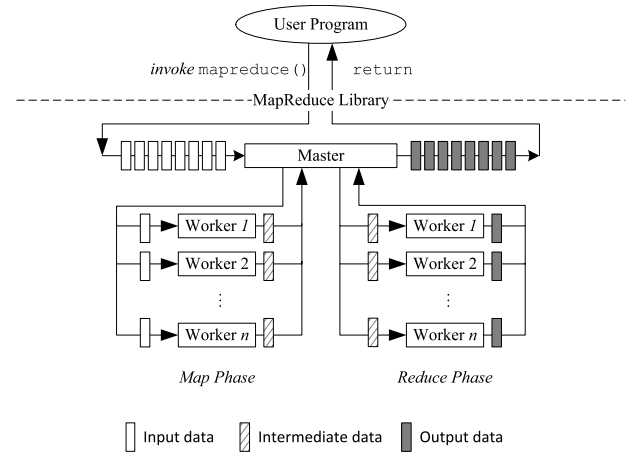 User Program
invoke mapreduce() return
MapReduce Library
Master
Worker 1 Worker 1
Worker 2 Worker 2
⋮ ⋮
Worker n Worker n
Map Phase Reduce Phase
Input data Intermediate data Output data